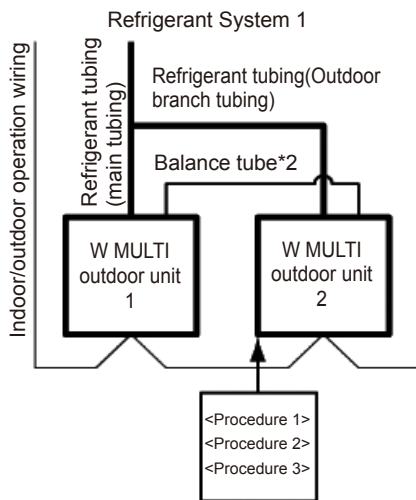 Refrigerant System 1
Indoor/outdoor operation wiring
Refrigerant tubing
(main tubing)
Refrigerant tubing(Outdoor
branch tubing)
Balance tube*2
W MULTI
outdoor unit
1
W MULTI
outdoor unit
2
<Procedure 1>
<Procedure 2>
<Procedure 3>